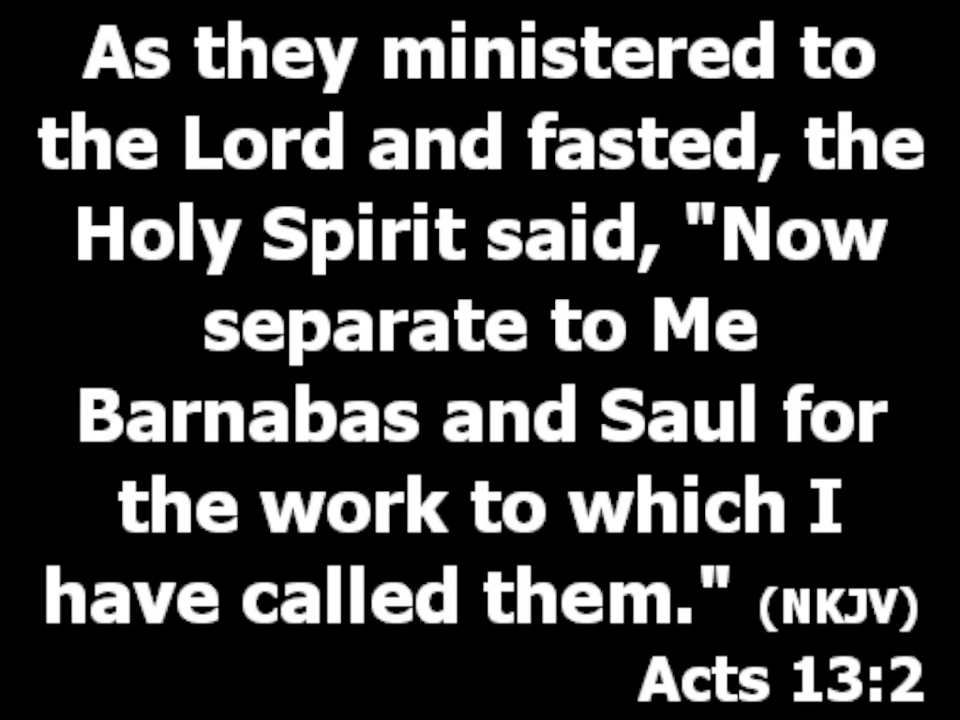 As they ministered to
the Lord and fasted, the
Holy Spirit said, "Now
separate to Me
Barnabas and Saul for
the work to which I
have called them." (NKJV)
Acts 13:2